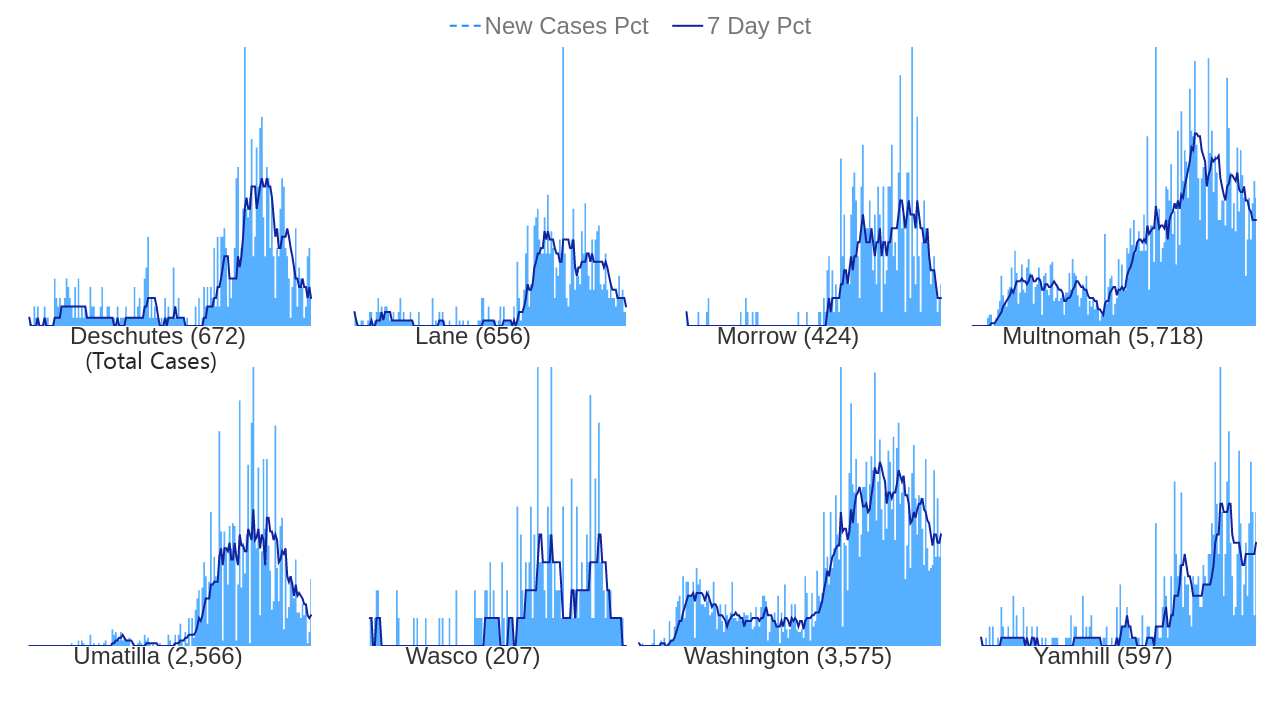 New Cases Pct 7 Day Pct
Deschutes (672) Lane (656) Morrow (424) Multnomah (5,718)
(Total Cases)
Umatilla (2,566) Wasco (207) Washington (3,575) Yamhill (597)